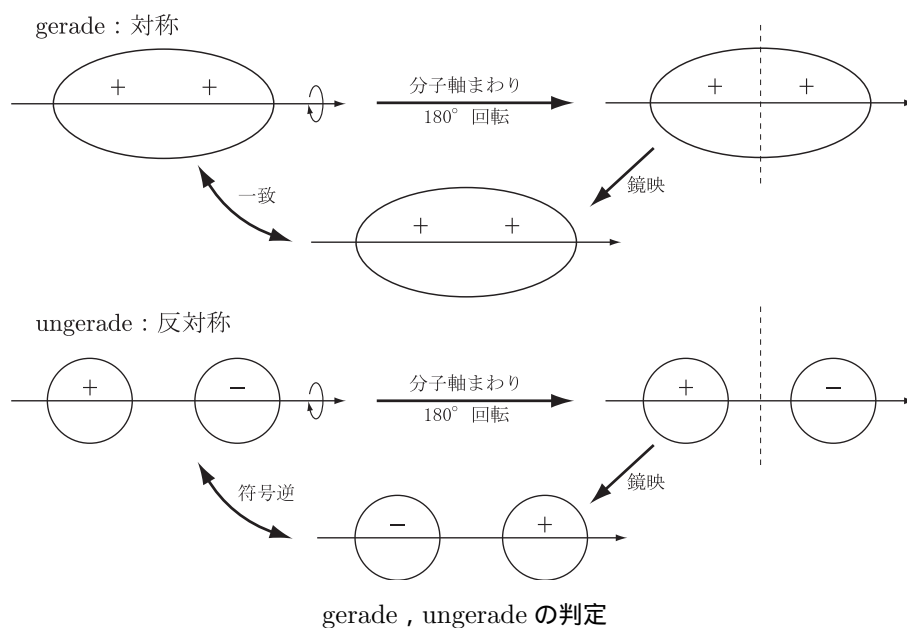 gerade : 対称
+ +
分子軸まわり
180° 回転
+ +
一致
鏡映
+ +
ungerade : 反対称
+ −
分子軸まわり
180° 回転
+ −
符号逆
鏡映
− +
gerade , ungerade の判定